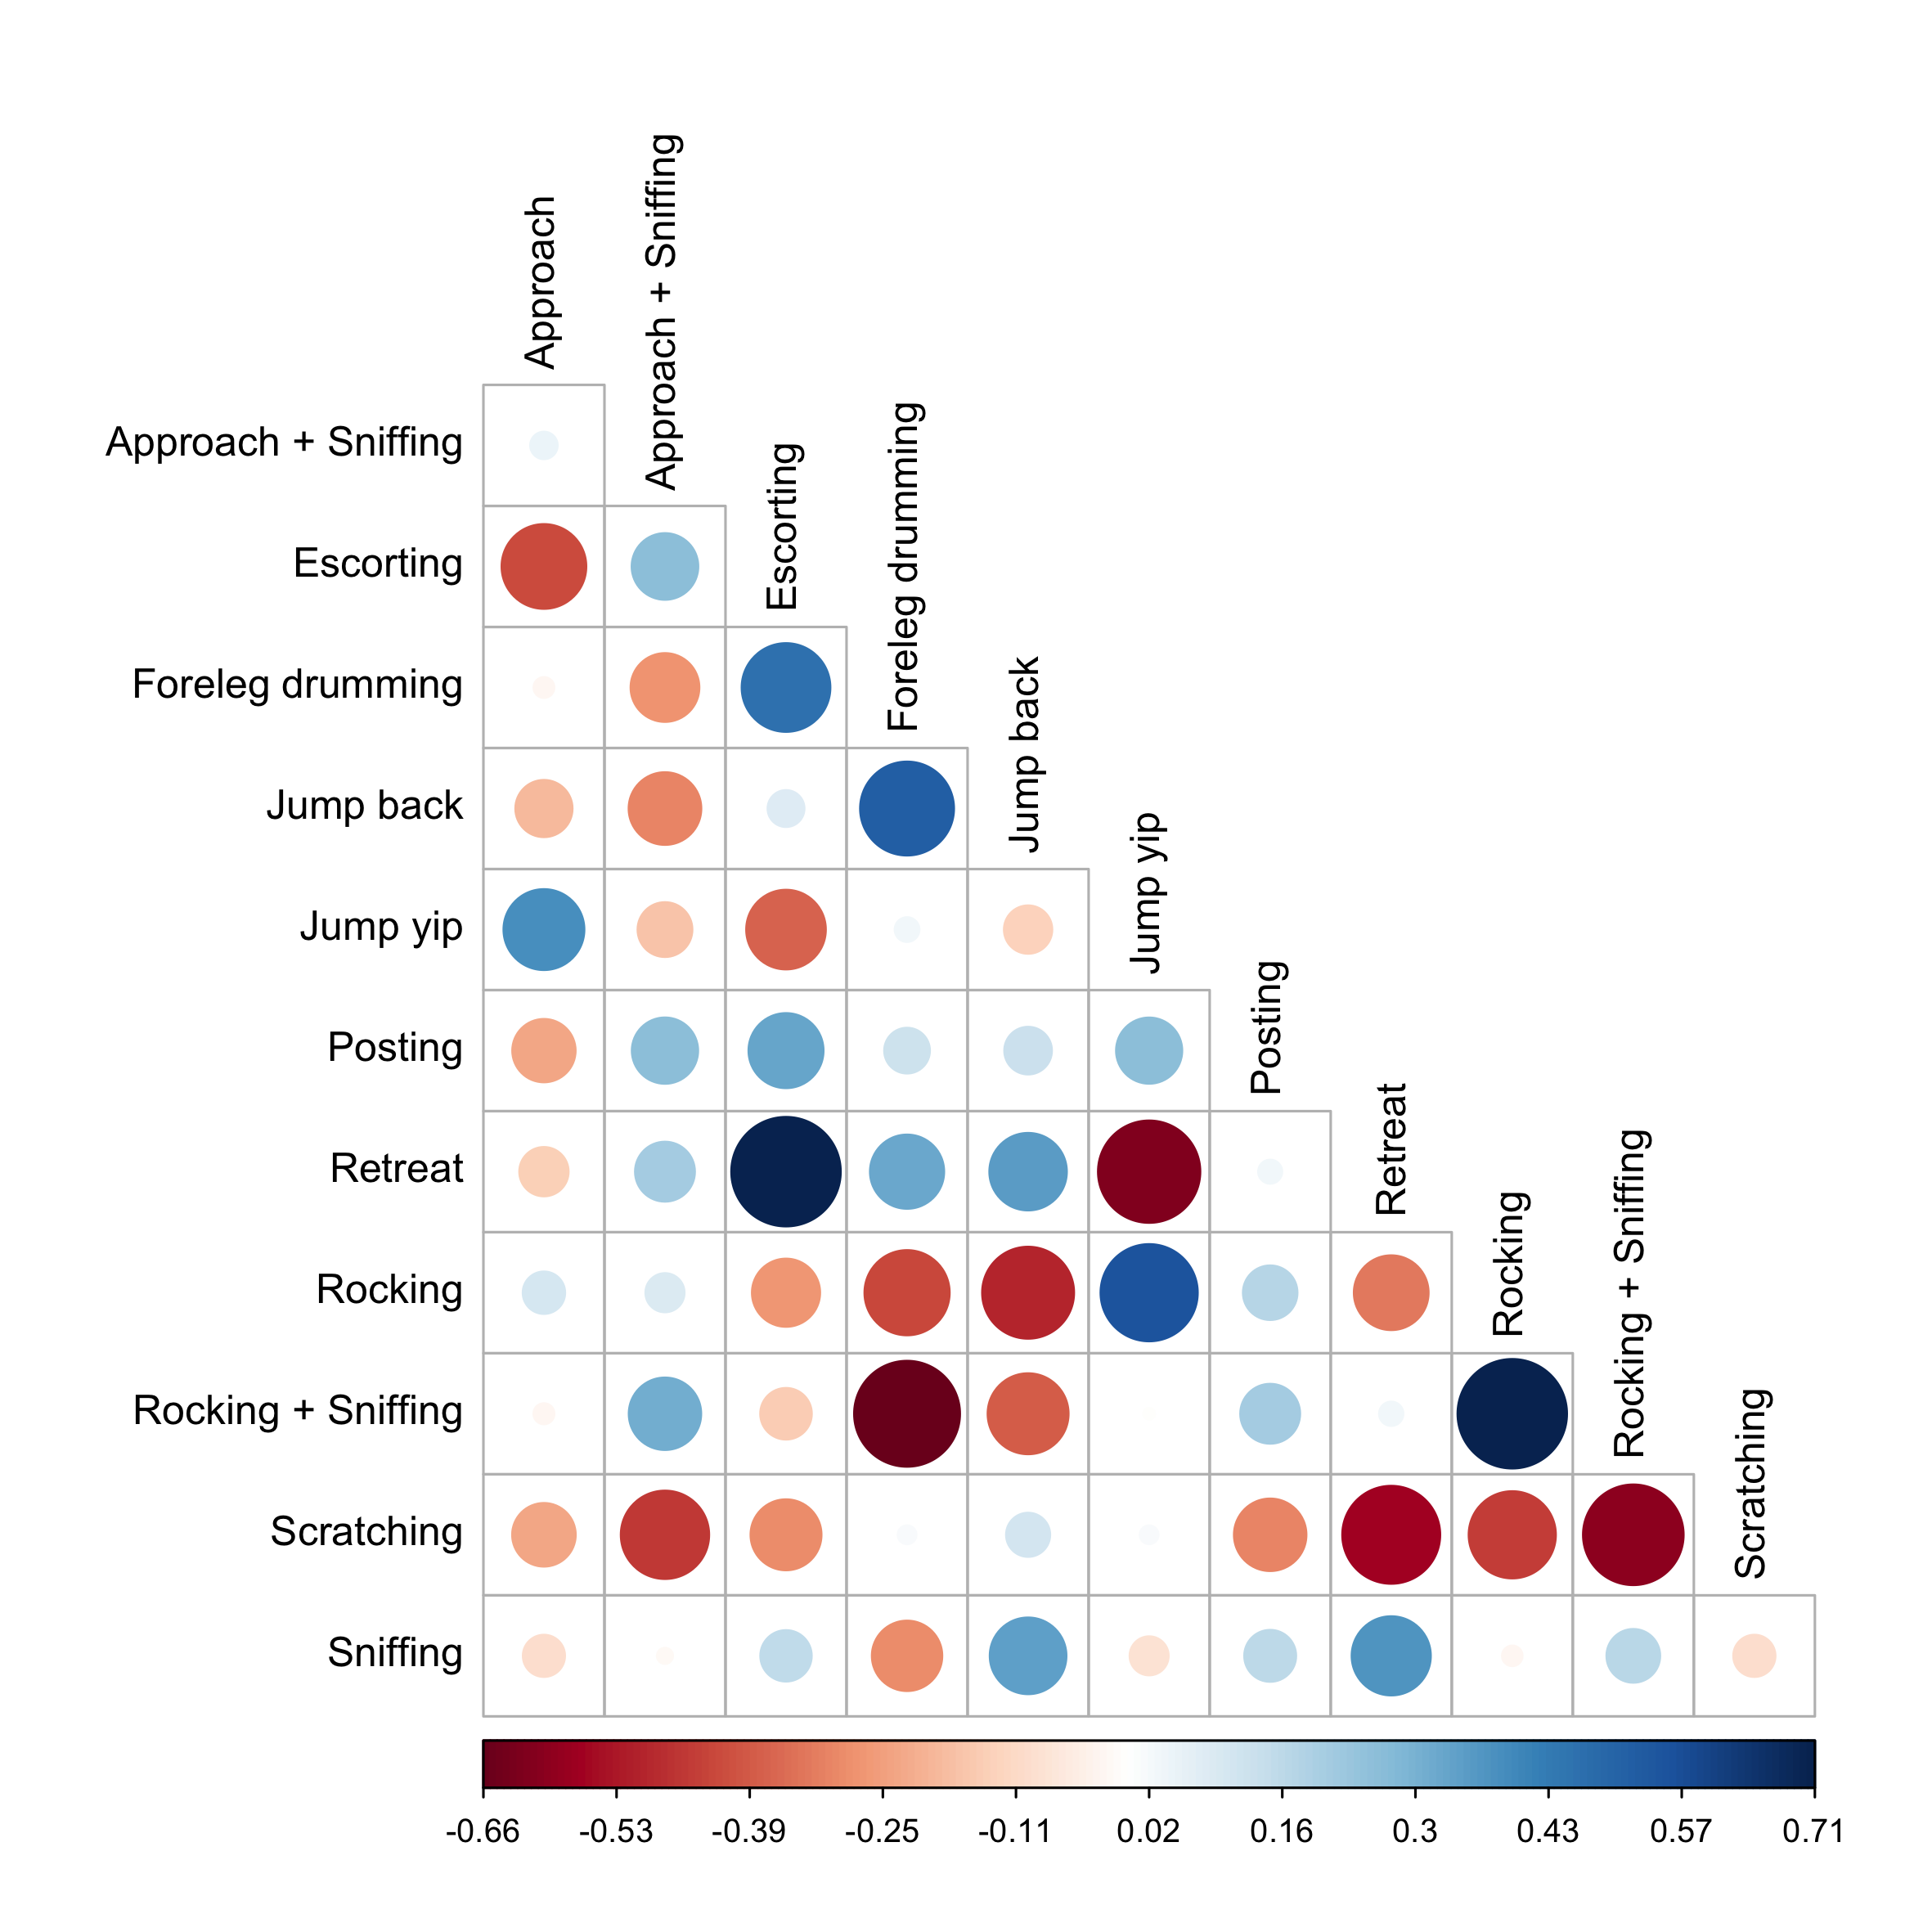 Approach
Approach + Sniffing
Escorting
Foreleg drumming
Jump back
Jump yip
Posting
Retreat
Rocking
Rocking + Sniffing
Scratching
Approach + Sniffing
Escorting
Foreleg drumming
Jump back
Jump yip
Posting
Retreat
Rocking
Rocking + Sniffing
Scratching
Sniffing
-0.66 -0.53 -0.39 -0.25 -0.11 0.02 0.16 0.3 0.43 0.57 0.71